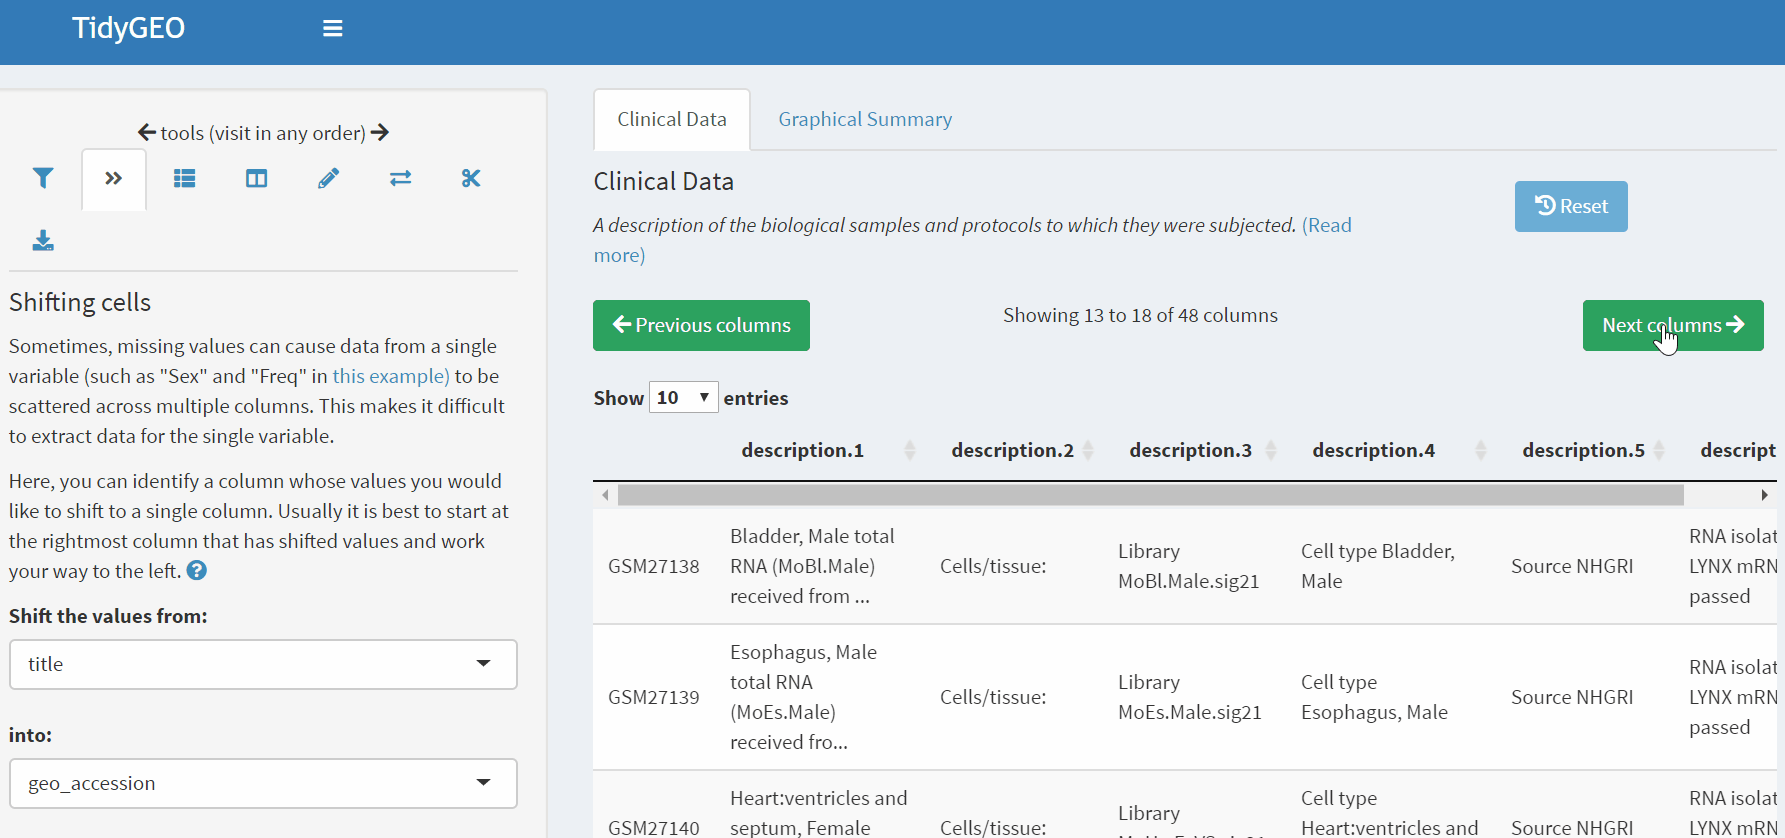 TidyGEO
tools (visit in any order)
Shifting cells
Sometimes, missing values can cause data from a single
variable (such as "Sex" and "Freq" in this example) to be
scattered across multiple columns. This makes it difficult
to extract data for the single variable.
Here, you can identify a column whose values you would
like to shift to a single column. Usually it is best to start at
the rightmost column that has shifted values and work
your way to the left.
Shift the values from:
title
into:
geo_accession
Clinical Data
Graphical Summary
Clinical Data
Reset
A description of the biological samples and protocols to which they were subjected. (Read
more)
Previous columns
Showing 13 to 18 of 48 columns
Next columns
Show 10 entries
description.1 description.2 description.3 description.4 description.5 descript
GSM27138
Bladder, Male total
RNA (MoBl.Male)
received from ...
Cells/tissue:
Library
MoBl.Male.sig21
Cell type Bladder,
Male
Source NHGRI
RNA isolat
LYNX mRN
passed
GSM27139
Esophagus, Male
total RNA
(MoEs.Male)
received fro...
Cells/tissue:
Library
MoEs.Male.sig21
Cell type
Esophagus, Male
Source NHGRI
RNA isolat
LYNX mRN
passed
GSM27140
Heart:ventricles and
septum, Female
Cells/tissue:
Library
Cell type
Heart:ventricles and
Source NHGRI
RNA isolat
LYNX mRN